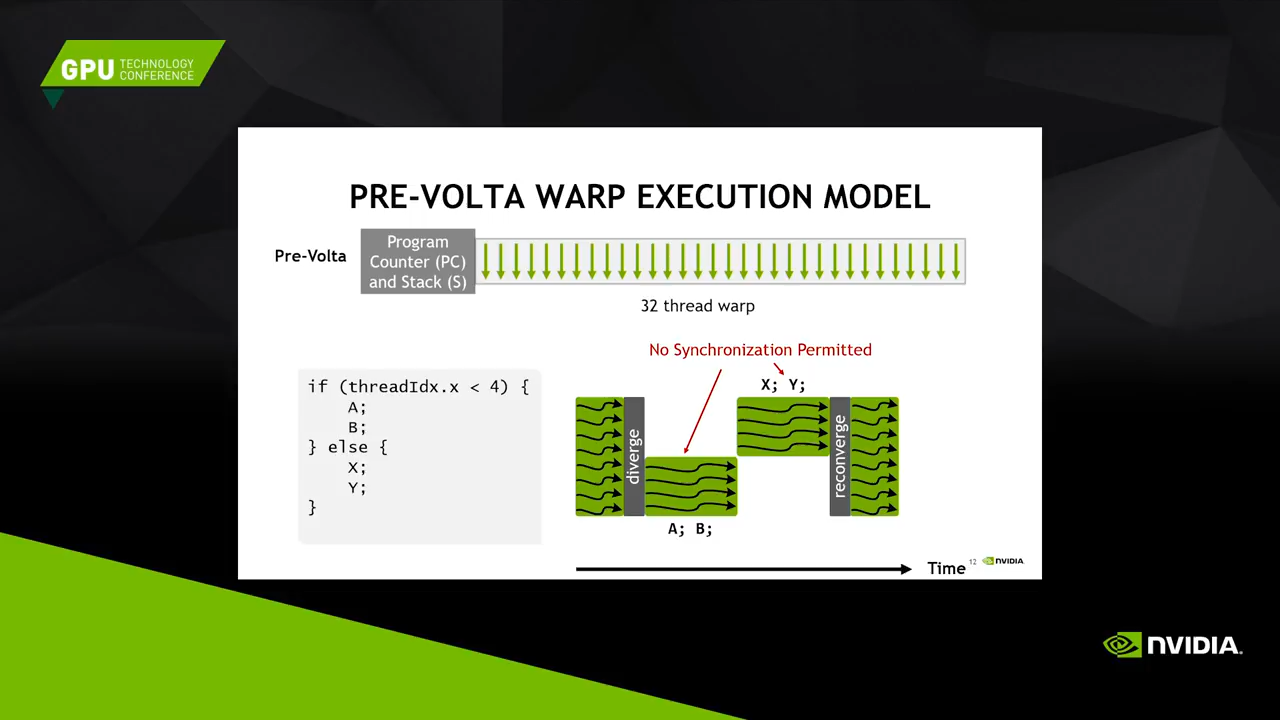 GPU TECHNOLOGY
CONFERENCE
PRE-VOLTA WARP EXECUTION MODEL
Pre-Volta
Program
Counter (PC)
and Stack (S)
32 thread warp
No Synchronization Permitted
if (threadIdx.x < 4) {
A;
B;
} else {
X;
Y;
}
X; Y;
diverge
reconverge
A; B;
Time
12
NVIDIA
NVIDIA.